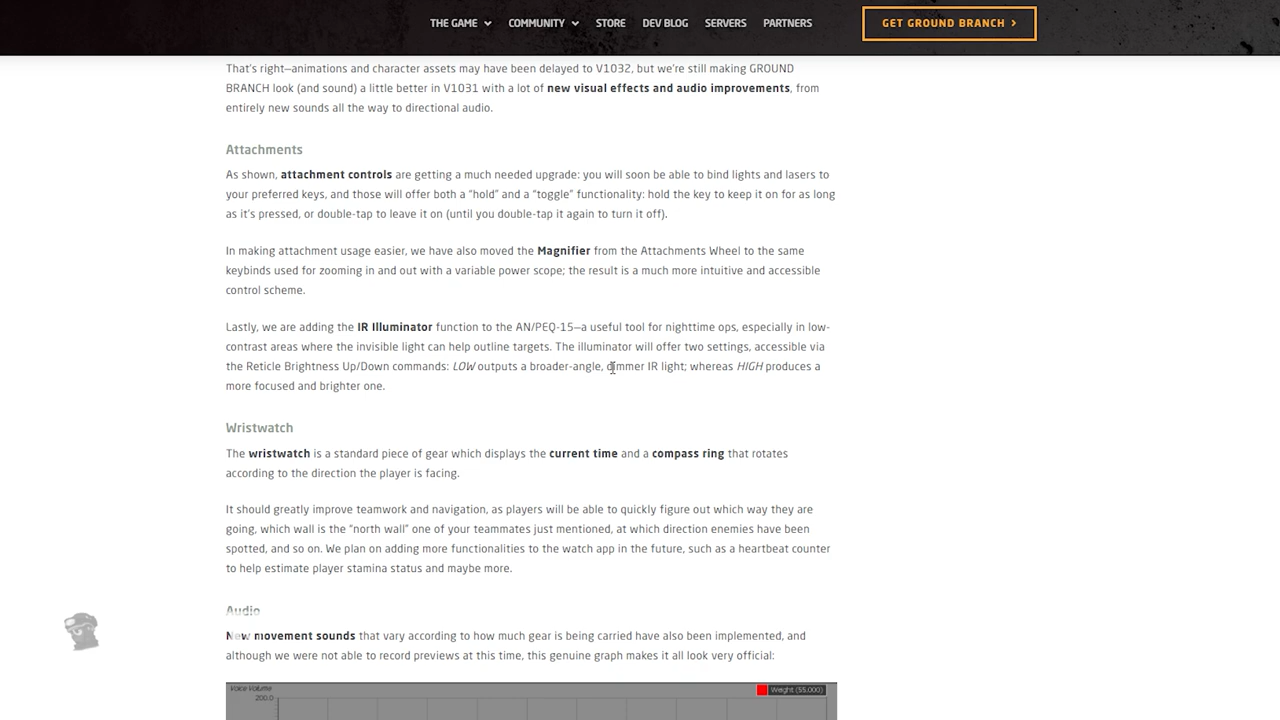 THE GAME COMMUNITY STORE DEV BLOG SERVERS PARTNERS GET GROUND BRANCH >
That's right—animations and character assets may have been delayed to V1032, but we're still making GROUND
BRANCH look (and sound) a little better in V1031 with a lot of new visual effects and audio improvements, from
entirely new sounds all the way to directional audio.
Attachments
As shown, attachment controls are getting a much needed upgrade: you will soon be able to bind lights and lasers to
your preferred keys, and those will offer both a "hold" and a "toggle" functionality: hold the key to keep it on for as long
as it's pressed, or double-tap to leave it on (until you double-tap it again to turn it off).
In making attachment usage easier, we have also moved the Magnifier from the Attachments Wheel to the same
keybinds used for zooming in and out with a variable power scope; the result is a much more intuitive and accessible
control scheme.
Lastly, we are adding the IR Illuminator function to the AN/PEQ-15—a useful tool for nighttime ops, especially in low-
contrast areas where the invisible light can help outline targets. The illuminator will offer two settings, accessible via
the Reticle Brightness Up/Down commands: LOW outputs a broader-angle, dimmer IR light; whereas HIGH produces a
more focused and brighter one.
Wristwatch
The wristwatch is a standard piece of gear which displays the current time and a compass ring that rotates
according to the direction the player is facing.
It should greatly improve teamwork and navigation, as players will be able to quickly figure out which way they are
going, which wall is the "north wall" one of your teammates just mentioned, at which direction enemies have been
spotted, and so on. We plan on adding more functionalities to the watch app in the future, such as a heartbeat counter
to help estimate player stamina status and maybe more.
Audio
New movement sounds that vary according to how much gear is being carried have also been implemented, and
although we were not able to record previews at this time, this genuine graph makes it all look very official:
Voice Volume Weight (55.000)
200.0